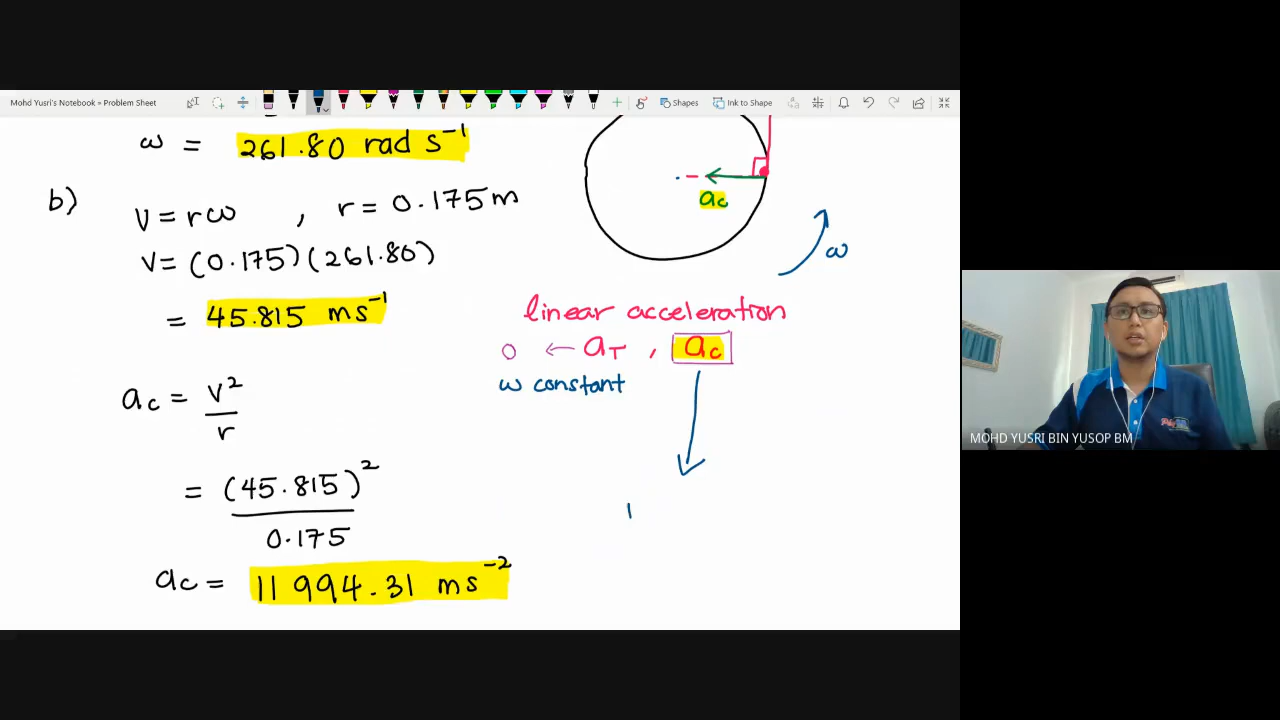 Mohd Yusri's Notebook » Problem Sheet
Shapes
Ink to Shape
ω = 261.80 rad s⁻¹
b)
v = rω , r = 0.175 m
v = (0.175)(261.80)
= 45.815 ms⁻¹
ac = v²/r
= (45.815)²/0.175
ac = 11 994.31 ms⁻²
ac
ω
linear acceleration
0 ← aT , ac
ω constant
MOHD YUSRI BIN YUSOP BM